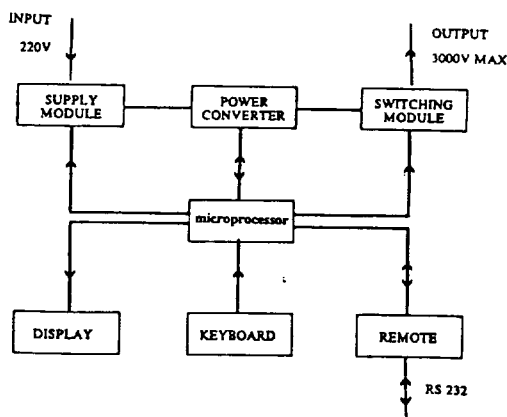 INPUT
220V
OUTPUT
3000V MAX
SUPPLY
MODULE
POWER
CONVERTER
SWITCHING
MODULE
microprocessor
DISPLAY
KEYBOARD
REMOTE
RS 232